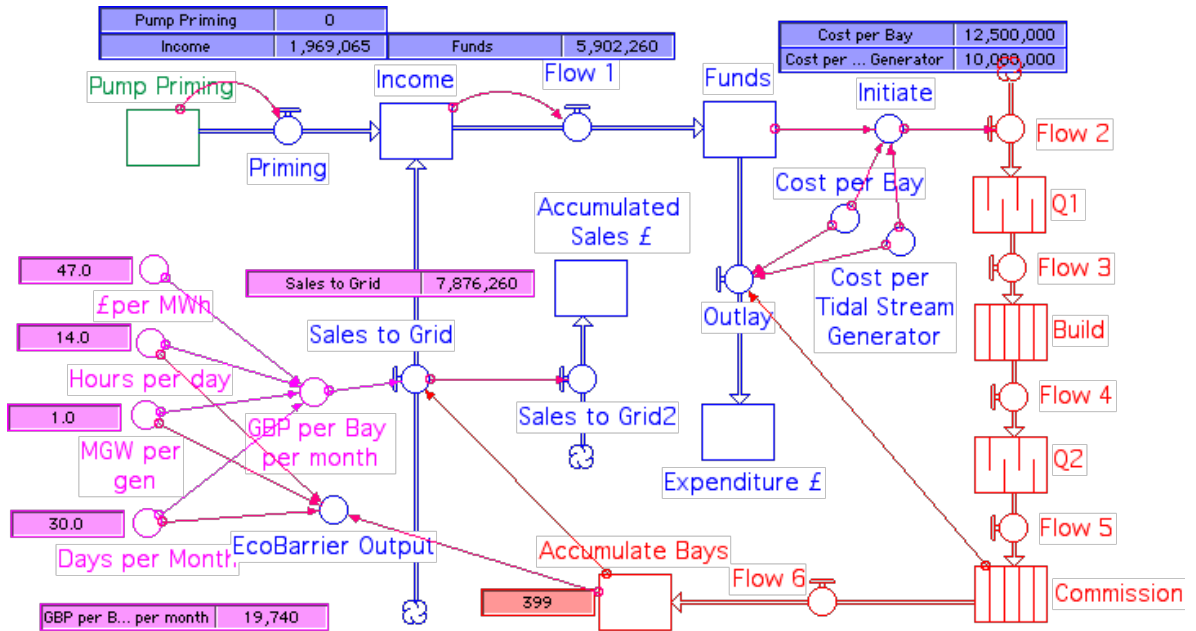 Pump Priming 0
Income 1,969,065 Funds 5,902,260
Cost per Bay 12,500,000
Cost per ... Generator 10,000,000
Pump Priming
Income
Flow 1
Funds
Initiate
Priming
Flow 2
Cost per Bay
Q1
Accumulated
Sales £
Flow 3
47.0
£per MWh
Sales to Grid 7,876,260
Cost per
Tidal Stream
Generator
14.0
Sales to Grid
Outlay
Build
Hours per day
Flow 4
1.0
MGW per
gen
GBP per Bay
per month
Sales to Grid2
Q2
Expenditure £
30.0
Days per Month
EcoBarrier Output
Accumulate Bays
Flow 5
Flow 6
399
Commission
GBP per B... per month 19,740